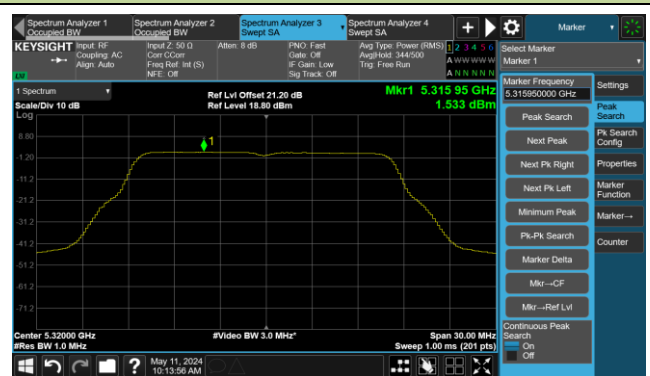 Spectrum Analyzer 1
Occupied BW
Spectrum Analyzer 2
Occupied BW
Spectrum Analyzer 3
Swept SA
Spectrum Analyzer 4
Swept SA
+
Marker
KEYSIGHT
Input: RF
Coupling: AC
Align: Auto
Input Z: 50 Ω
Corr CCorr
Freq Ref: Int (S)
NFE: Off
Atten: 8 dB
PNO: Fast
Gate: Off
IF Gain: Low
Sig Track: Off
Avg Type: Power (RMS)
Avg|Hold: 344/500
Trig: Free Run
1 2 3 4 5 6
A W W W W W
A N N N N N
LV
Select Marker
Marker 1
1 Spectrum
Scale/Div 10 dB
Log
Ref Lvl Offset 21.20 dB
Ref Level 18.80 dBm
Mkr1 5.315 95 GHz
1.533 dBm
8.80
-1.20
-11.2
-21.2
-31.2
-41.2
-51.2
-61.2
-71.2
1
Center 5.32000 GHz
#Res BW 1.0 MHz
#Video BW 3.0 MHz*
Span 30.00 MHz
Sweep 1.00 ms (201 pts)
Marker Frequency
5.315950000 GHz
Peak Search
Next Peak
Next Pk Right
Next Pk Left
Minimum Peak
Pk-Pk Search
Marker Delta
Mkr→CF
Mkr→Ref Lvl
Continuous Peak
Search
On
Off
Settings
Peak
Search
Pk Search
Config
Properties
Marker
Function
Marker→
Counter
?
May 11, 2024
10:13:56 AM